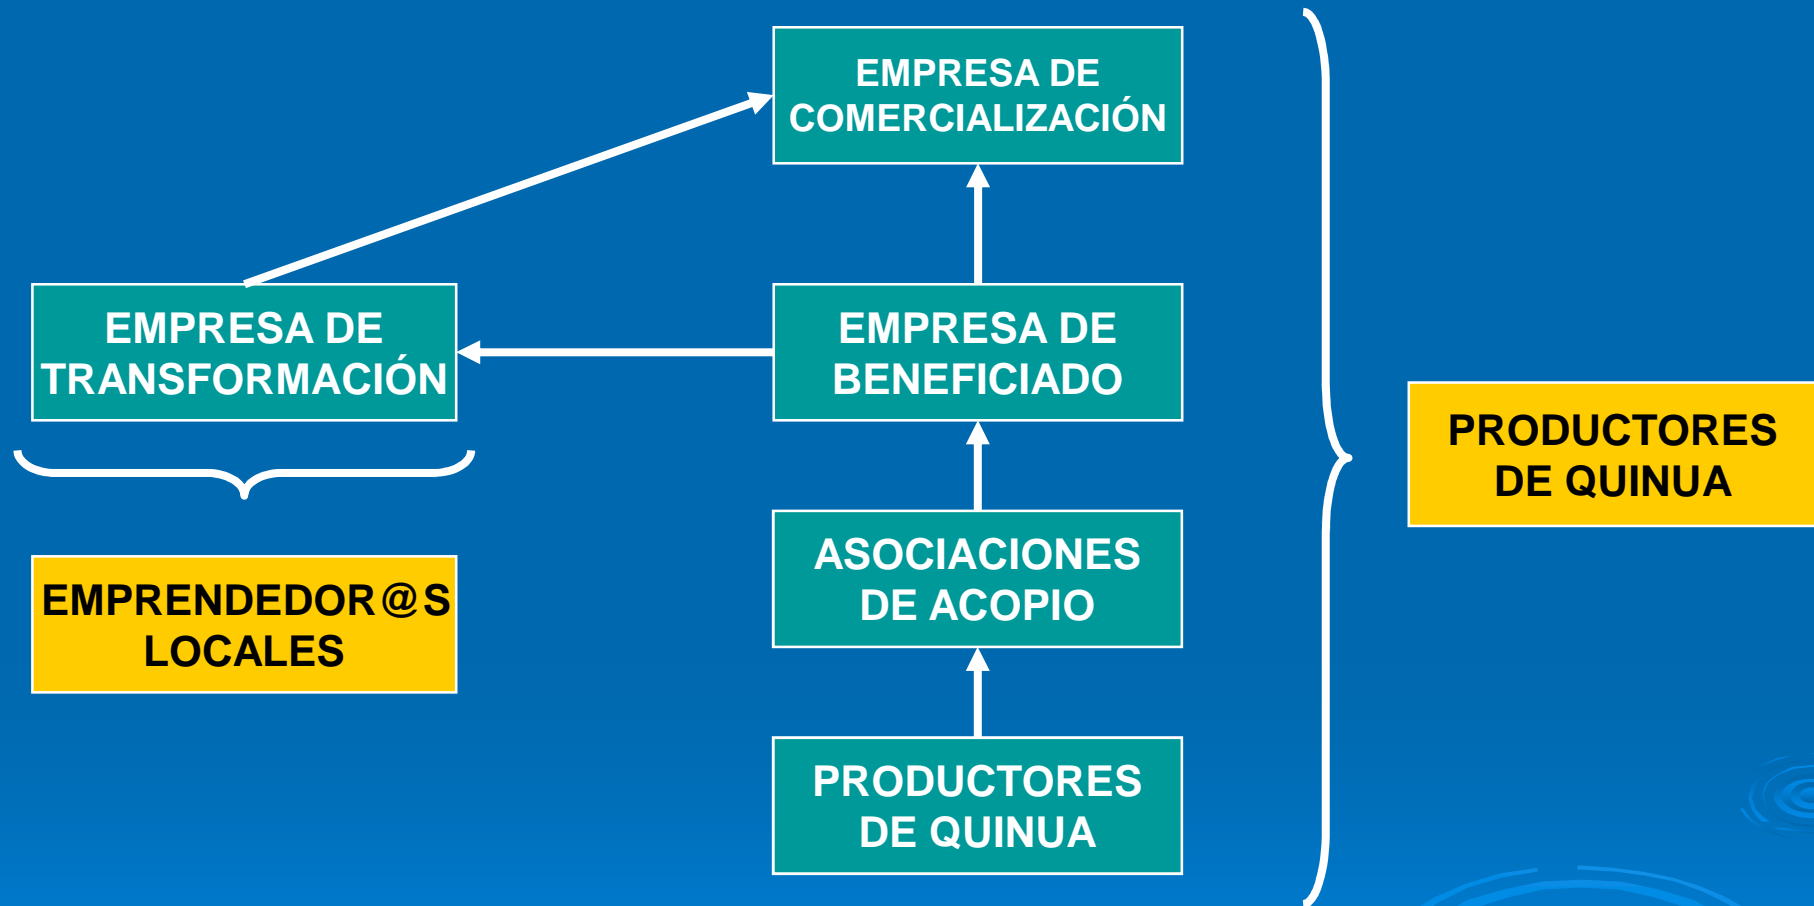 EMPRESA DE
COMERCIALIZACIÓN
EMPRESA DE
TRANSFORMACIÓN
EMPRESA DE
BENEFICIADO
PRODUCTORES
DE QUINUA
ASOCIACIONES
DE ACOPIO
EMPRENDEDOR@S
LOCALES
PRODUCTORES
DE QUINUA